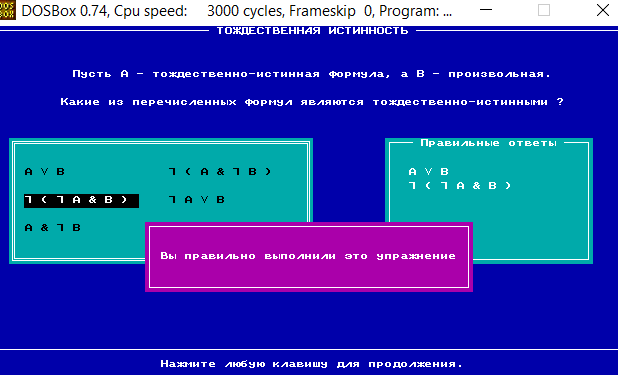 DOSBox 0.74, Cpu speed: 3000 cycles, Frameskip 0, Program: ...
ТОЖДЕСТВЕННАЯ ИСТИННОСТЬ
Пусть A - тождественно-истинная формула, а B - произвольная.
Какие из перечисленных формул являются тождественно-истинными ?
A ∨ B
ꓶ ( A & ꓶ B )
ꓶ ( ꓶ A & B )
ꓶ A ∨ B
A & ꓶ B
Правильные ответы
A ∨ B
ꓶ ( ꓶ A & B )
Вы правильно выполнили это упражнение
Нажмите любую клавишу для продолжения.